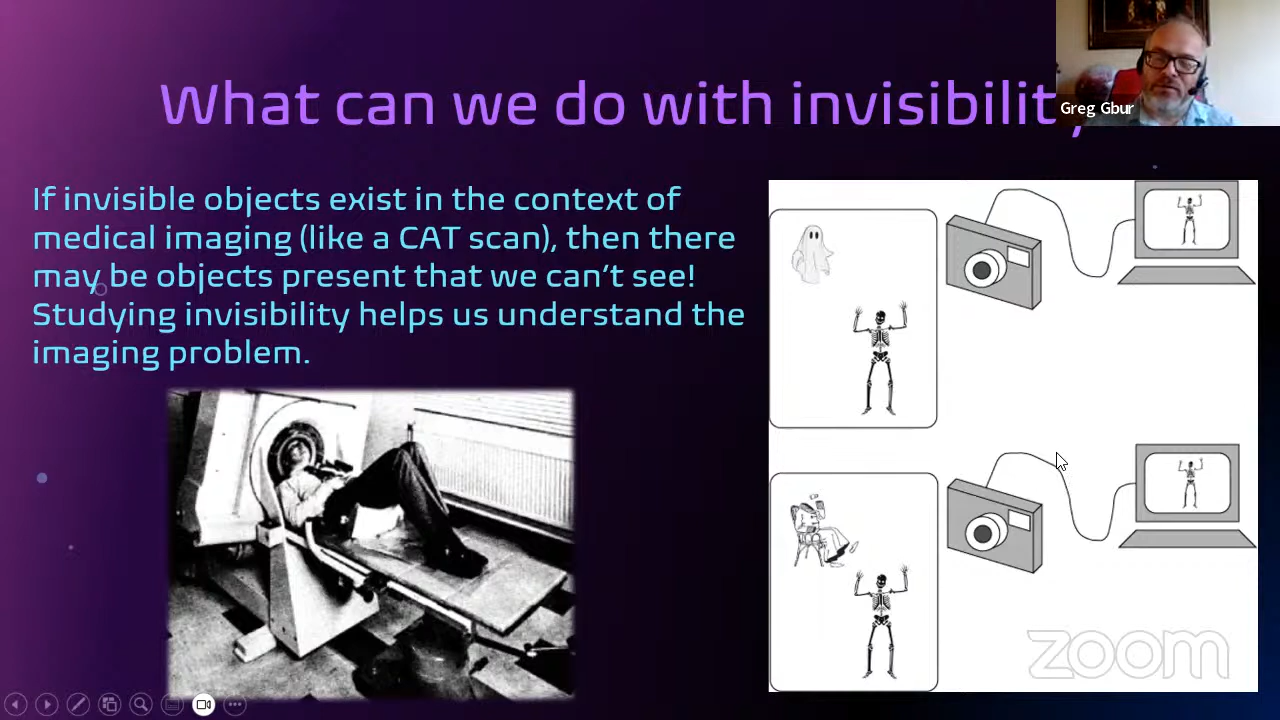 What can we do with invisibilit
Greg Gbur
If invisible objects exist in the context of
medical imaging (like a CAT scan), then there
may be objects present that we can't see!
Studying invisibility helps us understand the
imaging problem.
zoom